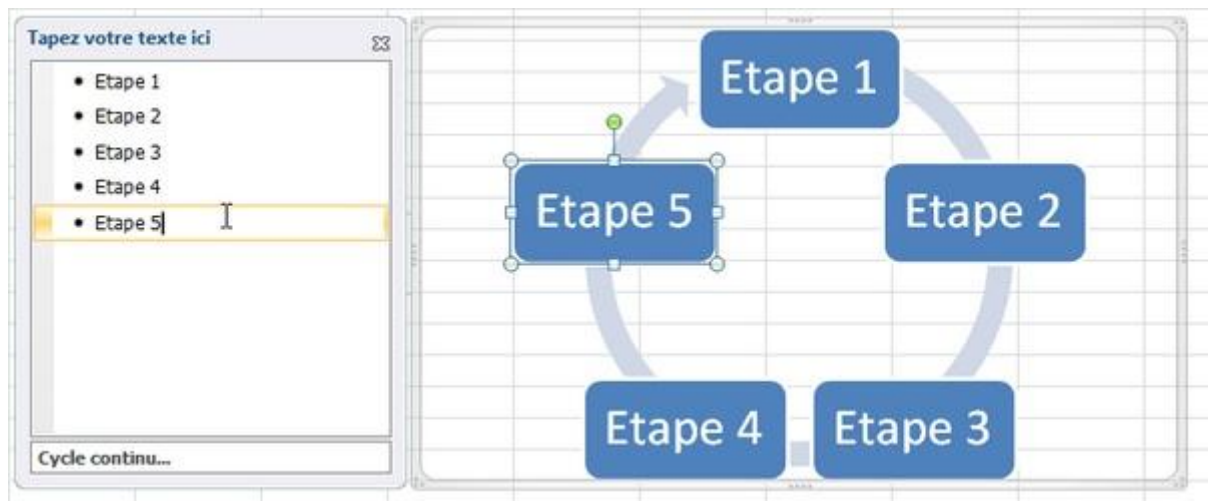 Tapez votre texte ici
• Etape 1
• Etape 2
• Etape 3
• Etape 4
• Etape 5
Cycle continu...
Etape 1
Etape 5
Etape 2
Etape 4
Etape 3